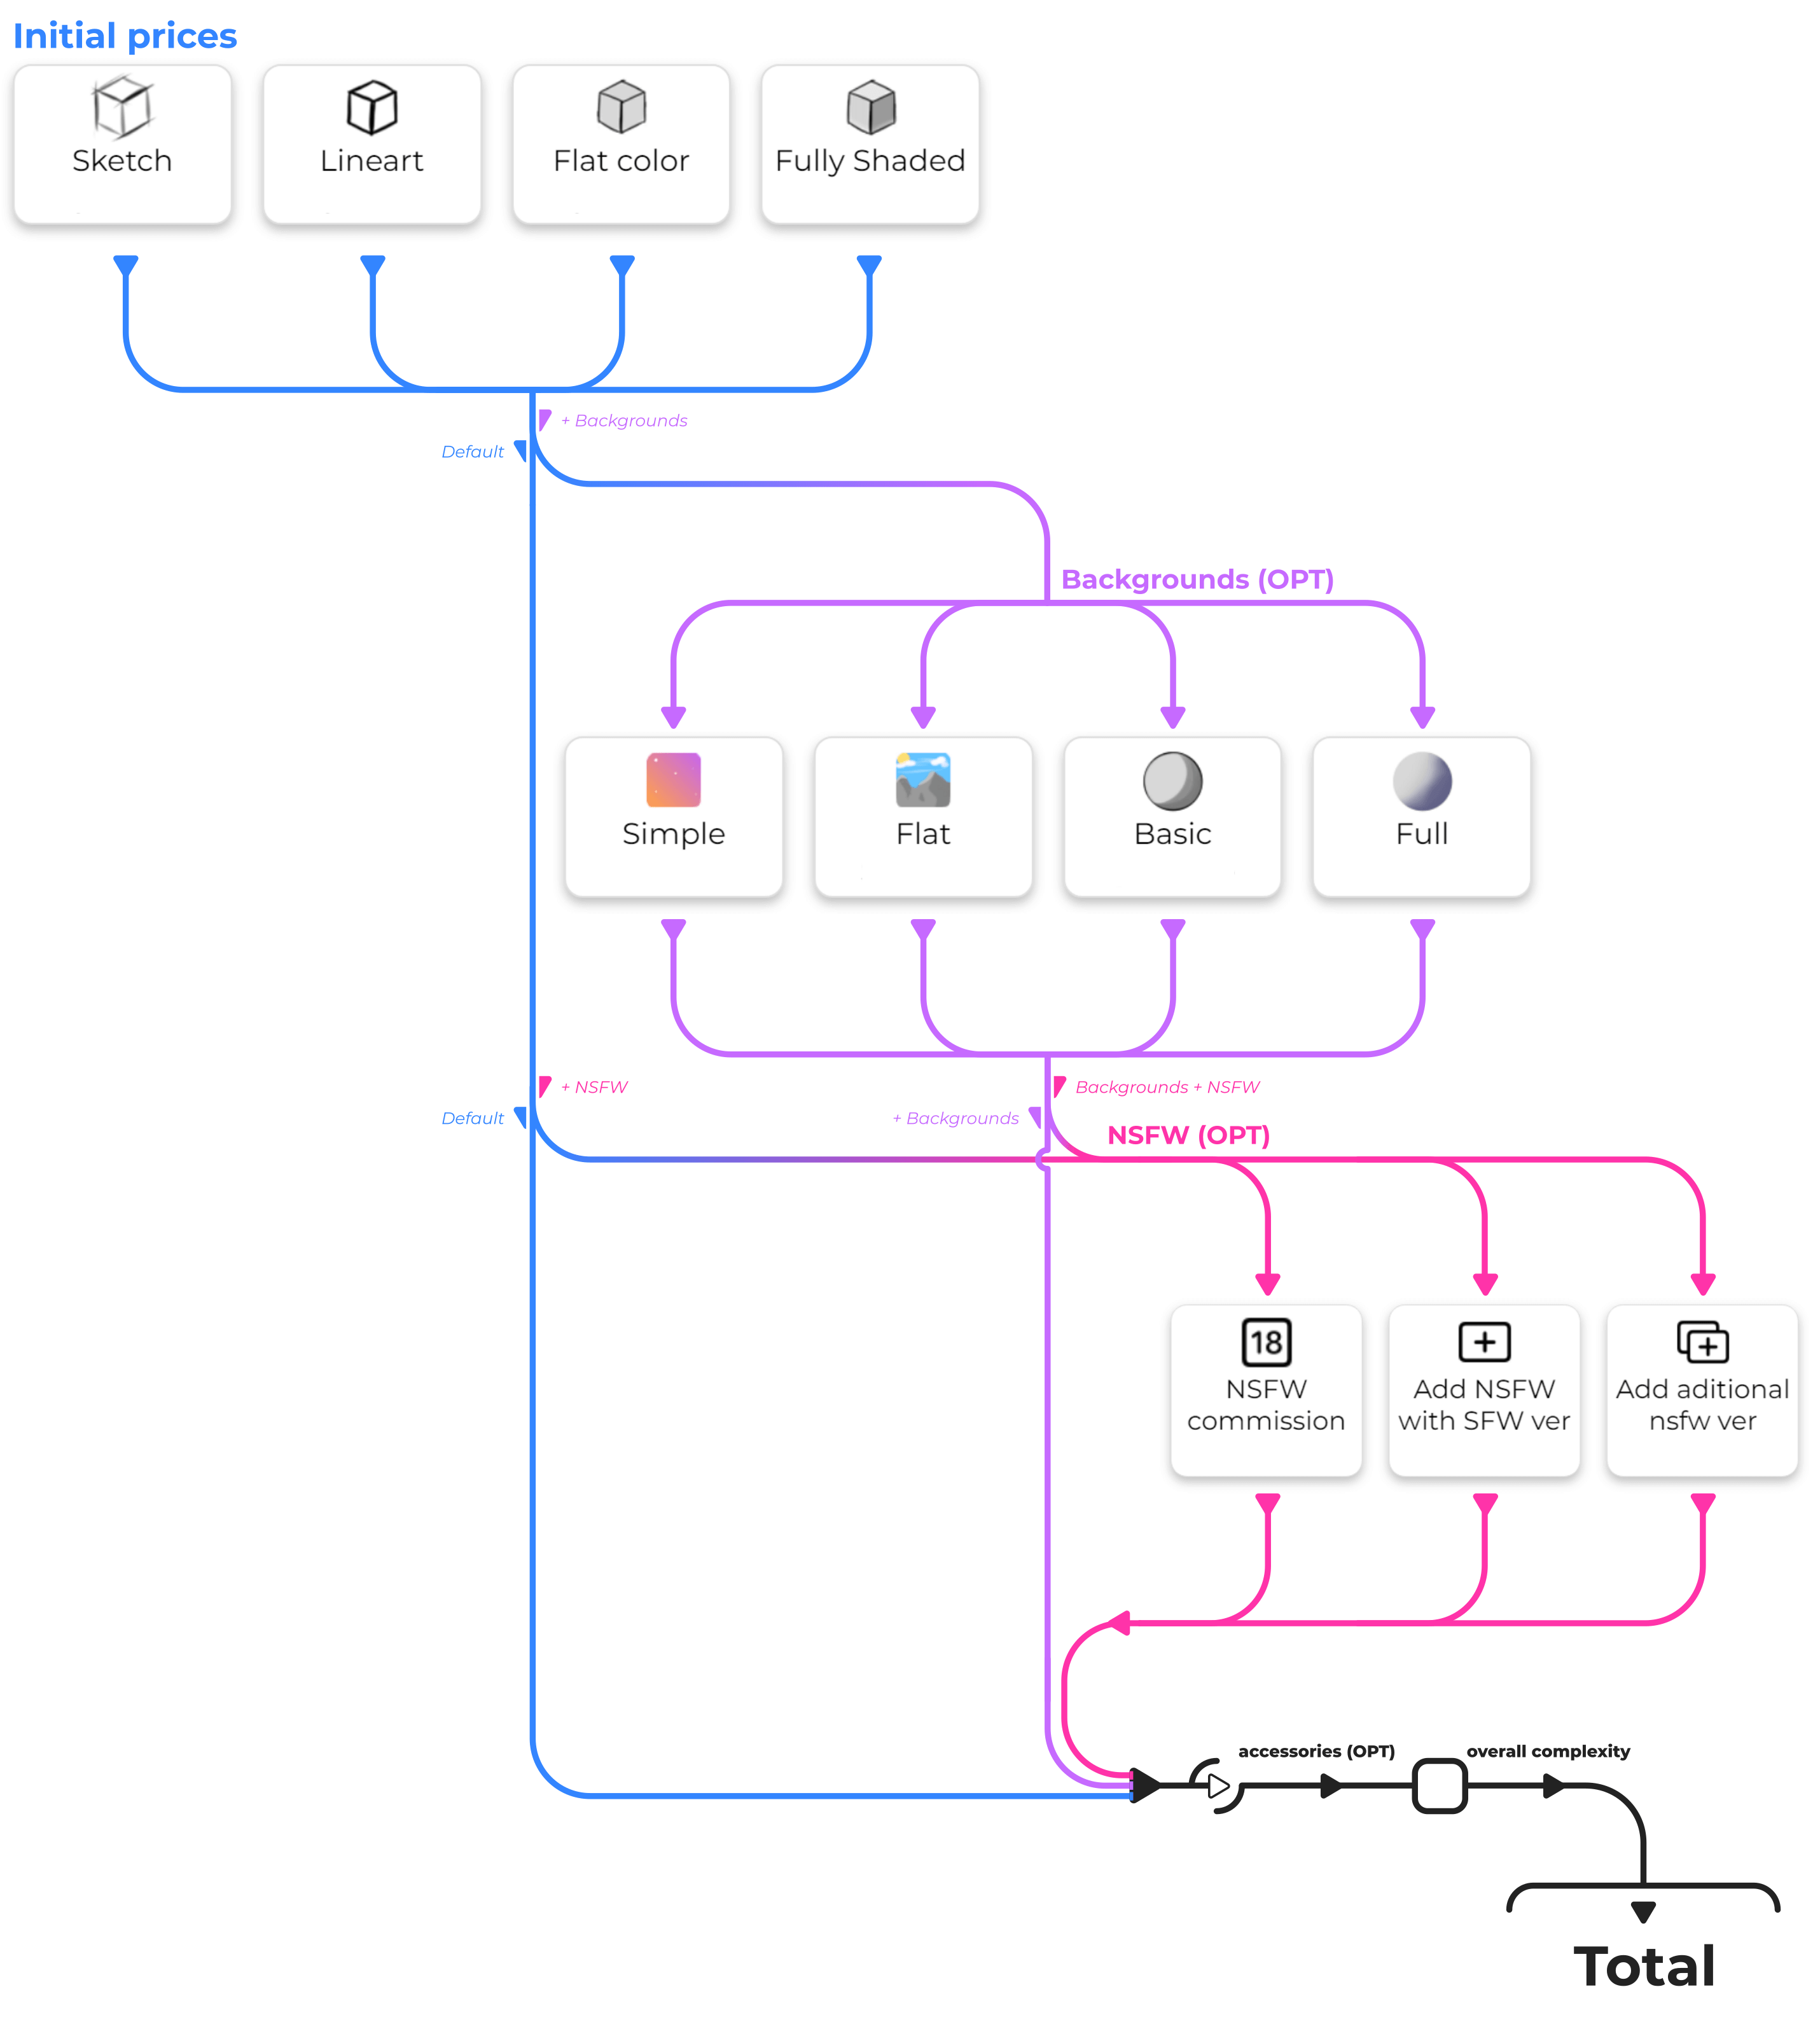 Initial prices
Sketch
Lineart
Flat color
Fully Shaded
+ Backgrounds
Default
Backgrounds (OPT)
Simple
Flat
Basic
Full
+ NSFW
Backgrounds + NSFW
Default
+ Backgrounds
NSFW (OPT)
18
NSFW
commission
Add NSFW
with SFW ver
Add aditional
nsfw ver
accessories (OPT)
overall complexity
Total